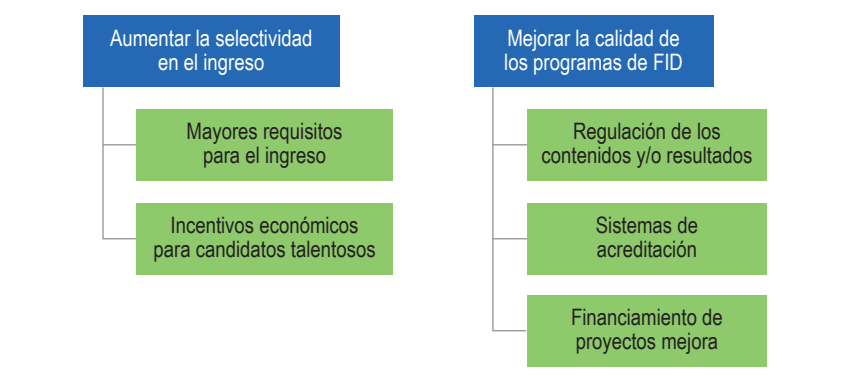 Aumentar la selectividad
en el ingreso
Mayores requisitos
para el ingreso
Incentivos económicos
para candidatos talentosos
Mejorar la calidad de
los programas de FID
Regulación de los
contenidos y/o resultados
Sistemas de
acreditación
Financiamiento de
proyectos mejora